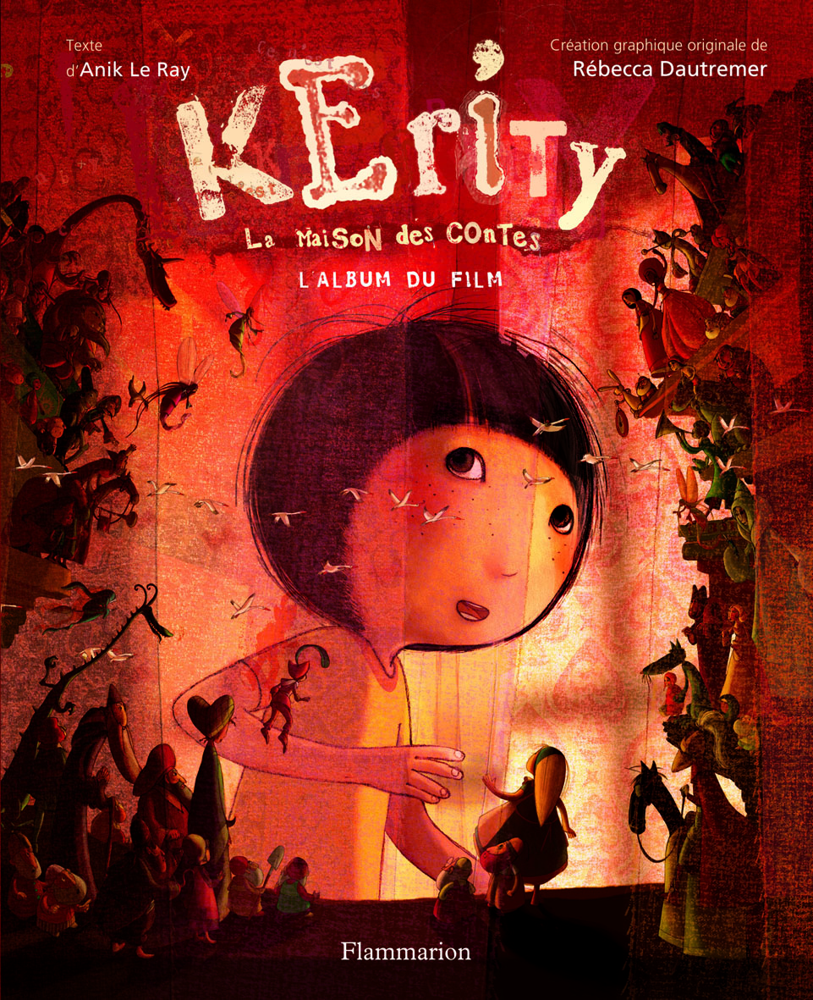 Texte
d'Anik Le Ray
Création graphique originale de
Rébecca Dautremer
KErity
La MaiSoN des COnTes
L'ALBUM DU FILM
Flammarion